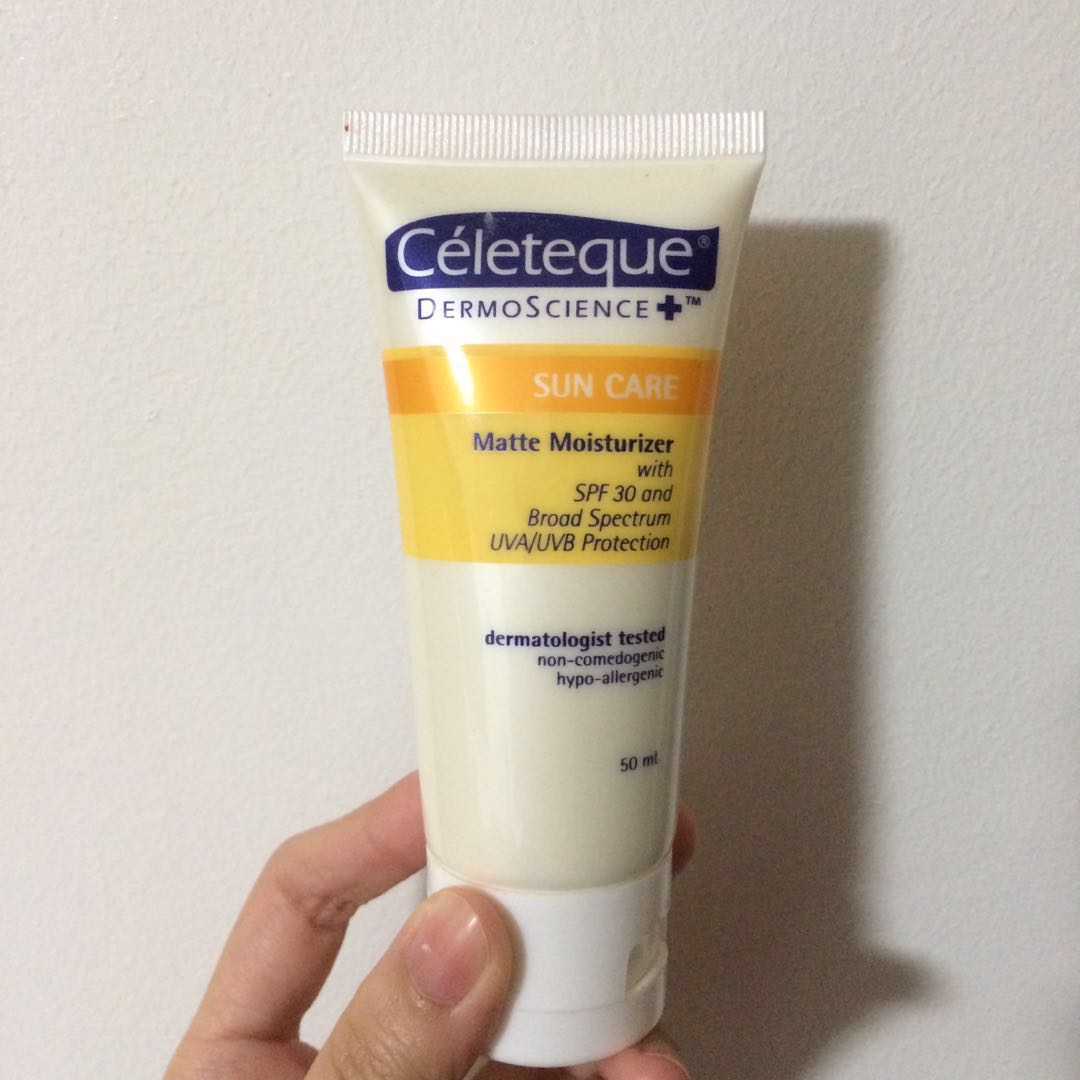 Céleteque®
DERMOSCIENCE✚™
SUN CARE
Matte Moisturizer
with
SPF 30 and
Broad Spectrum
UVA/UVB Protection
dermatologist tested
non-comedogenic
hypo-allergenic
50 ml